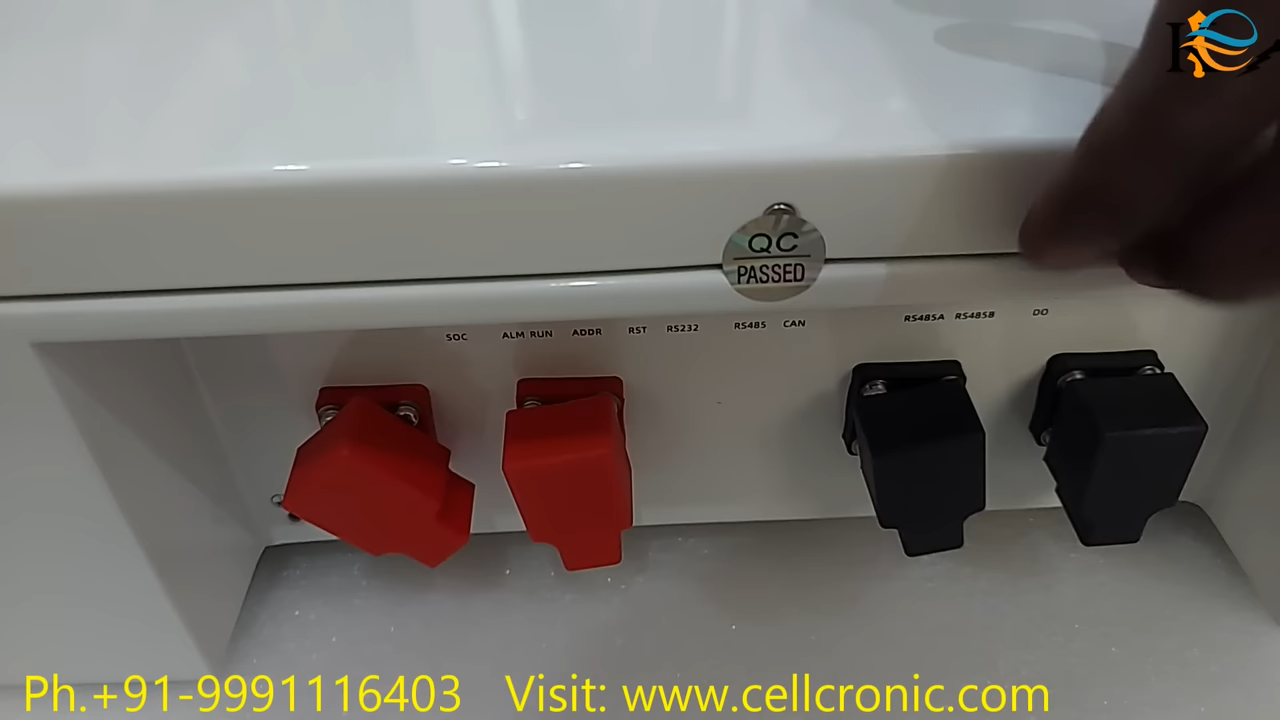 QC
PASSED
SOC ALM RUN ADDR RST RS232 RS485 CAN RS485A RS485B DO
Ph.+91-9991116403 Visit: www.cellcronic.com